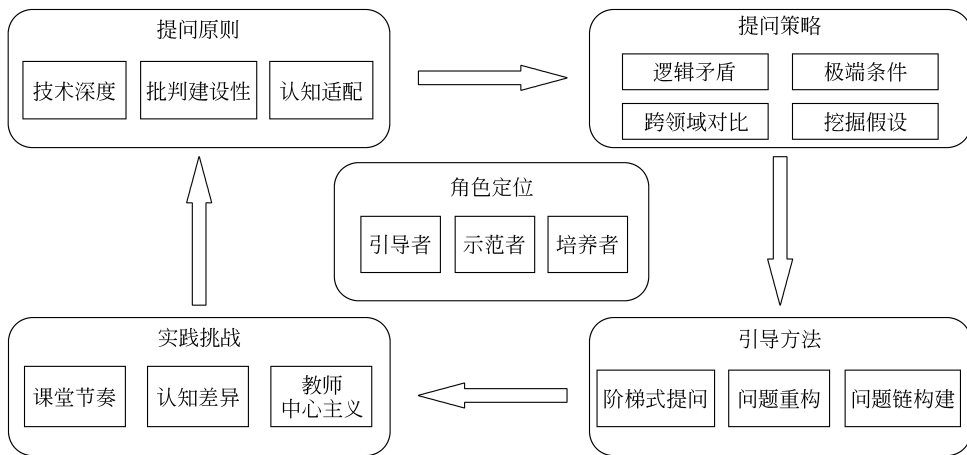 提问原则
技术深度
批判建设性
认知适配
提问策略
逻辑矛盾
极端条件
跨领域对比
挖掘假设
角色定位
引导者
示范者
培养者
实践挑战
课堂节奏
认知差异
教师
中心主义
引导方法
阶梯式提问
问题重构
问题链构建